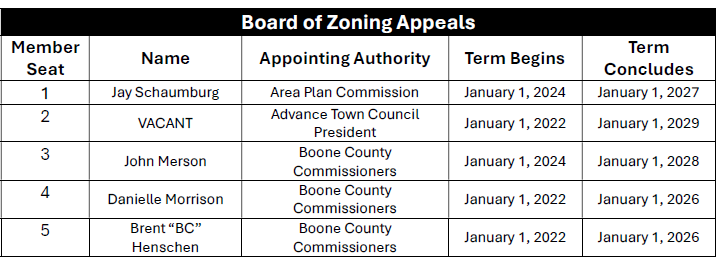 Board of Zoning Appeals
Member Seat Name Appointing Authority Term Begins Term Concludes
1 Jay Schaumburg Area Plan Commission January 1, 2024 January 1, 2027
2 VACANT Advance Town Council President January 1, 2022 January 1, 2029
3 John Merson Boone County Commissioners January 1, 2024 January 1, 2028
4 Danielle Morrison Boone County Commissioners January 1, 2022 January 1, 2026
5 Brent “BC” Henschen Boone County Commissioners January 1, 2022 January 1, 2026